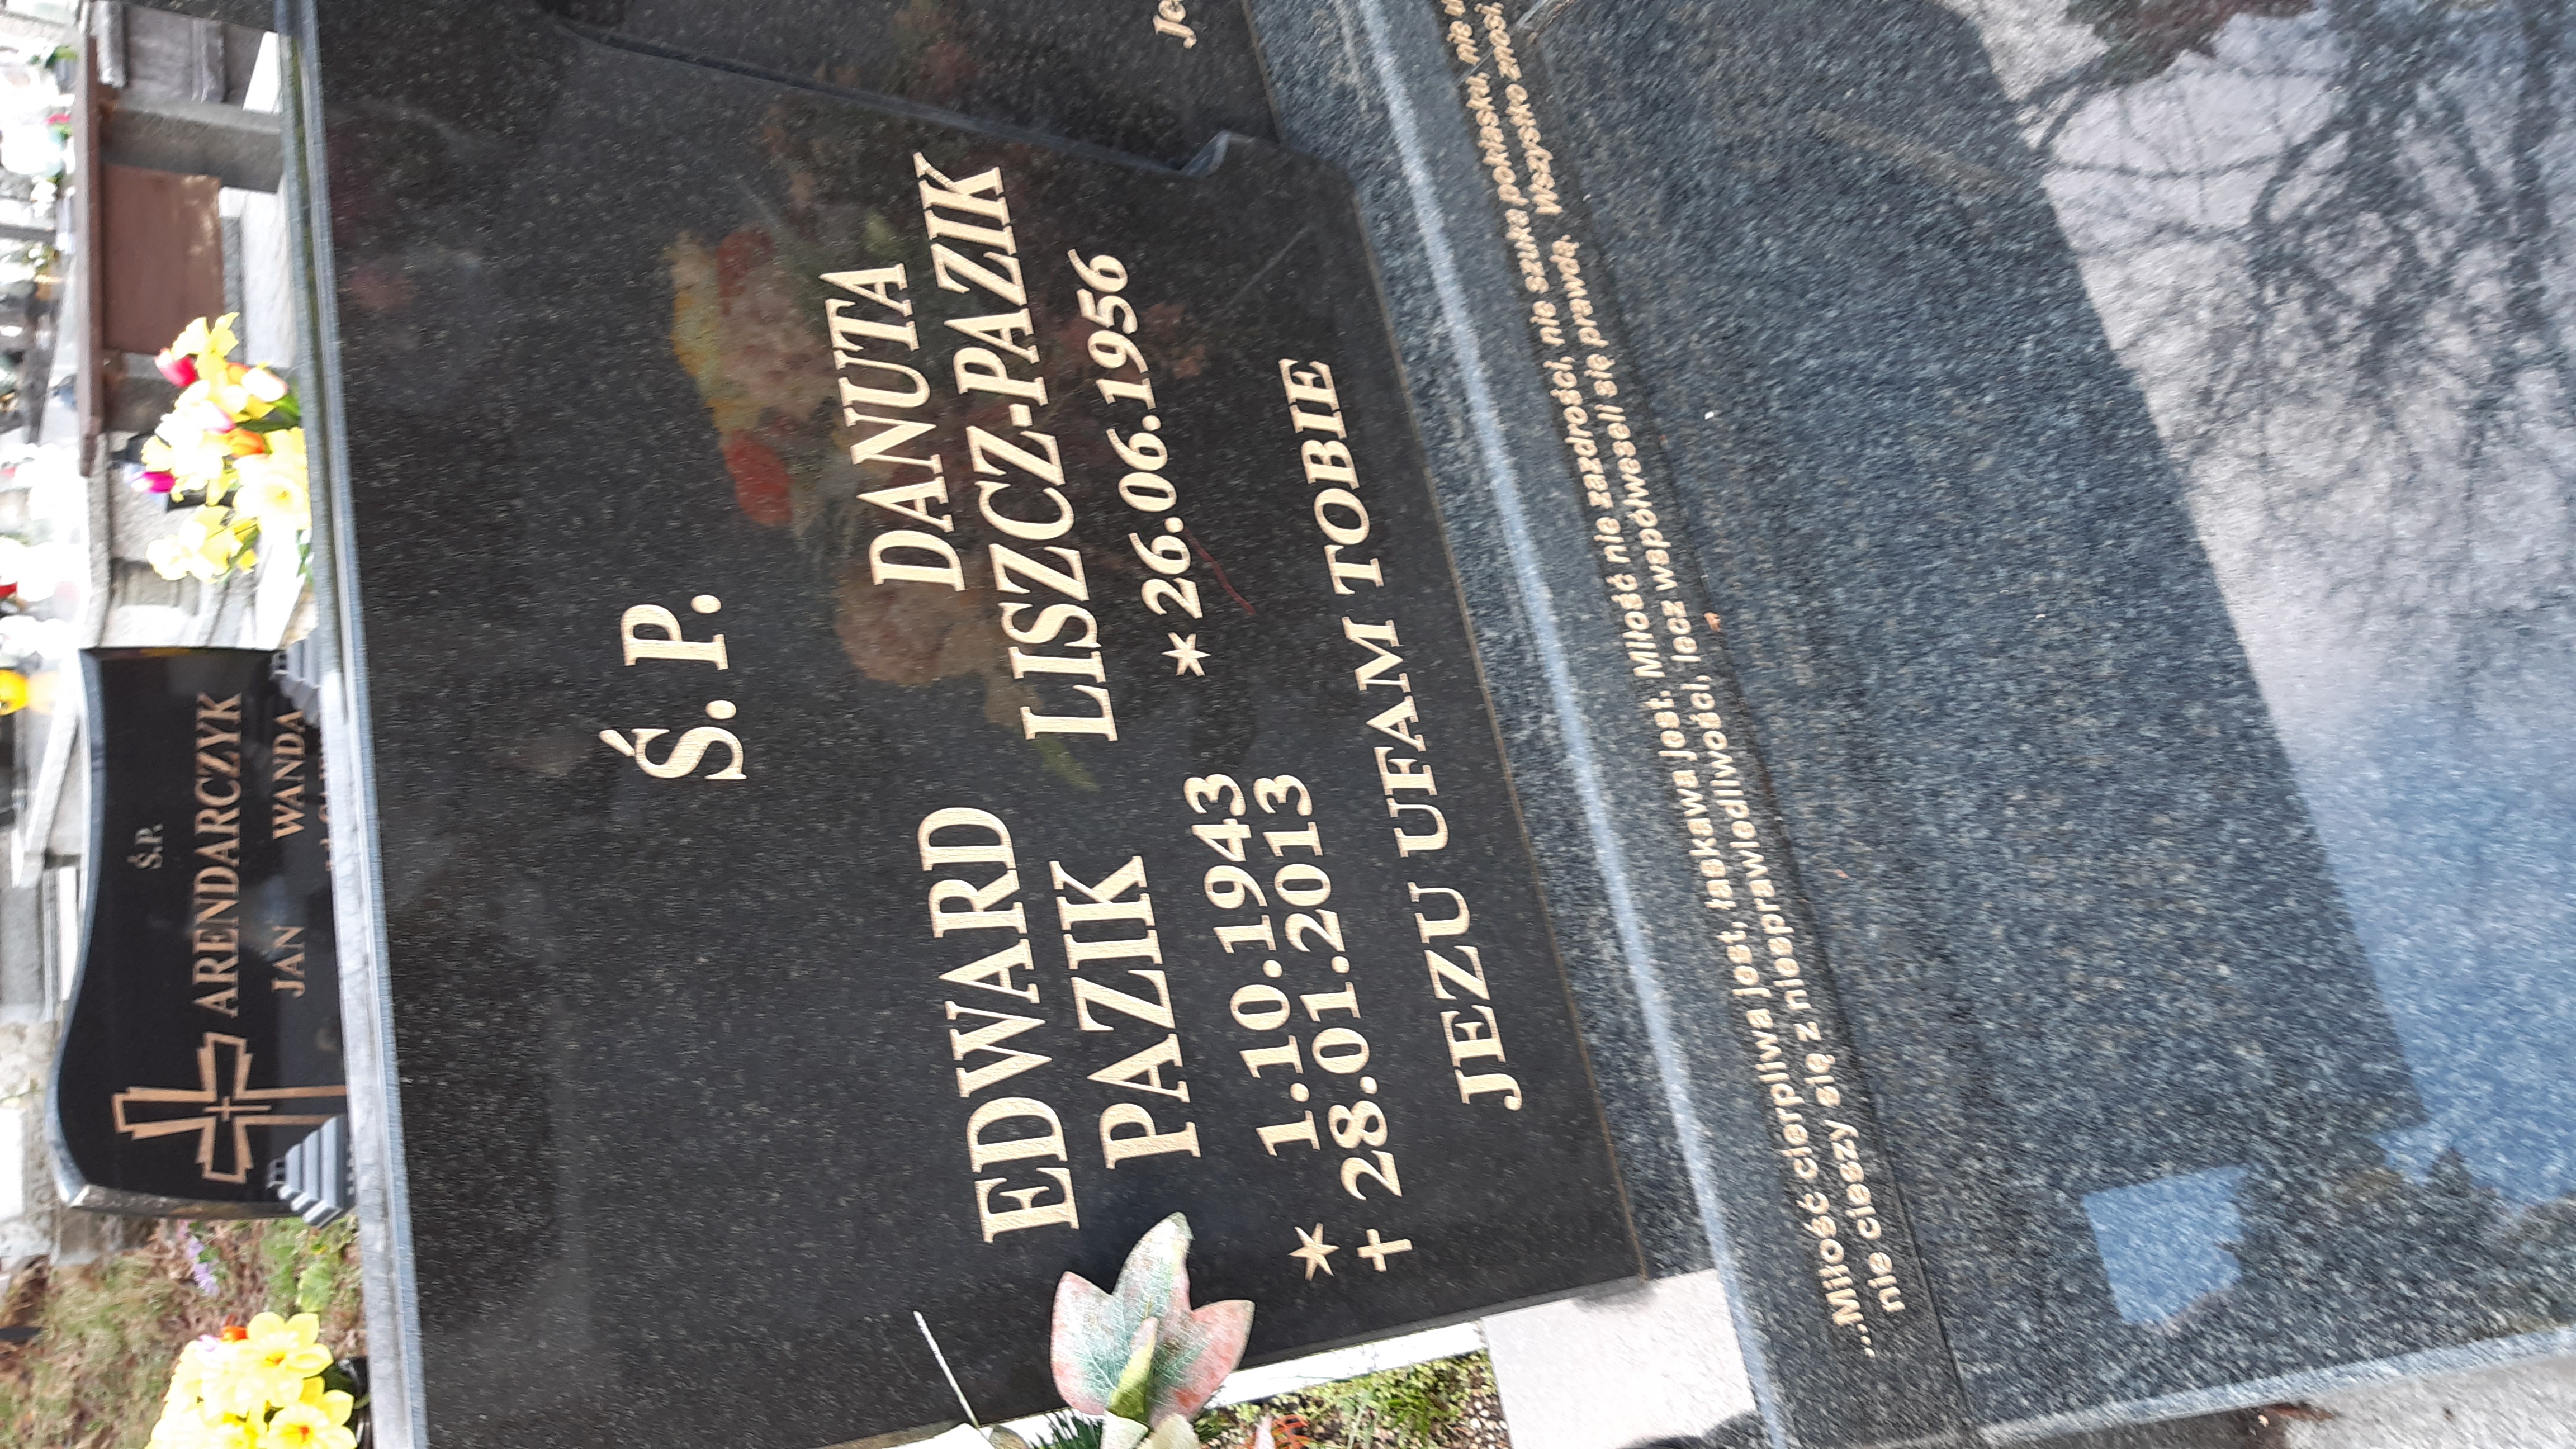 Ś.P.
ARENDARCZYK
JAN WANDA
Ś.P.
EDWARD
PAZIK
* 1.10.1943
† 28.01.2013
DANUTA
LISZCZ-PAZIK
*26.06.1956
JEZU UFAM TOBIE
...Miłość cierpliwa jest, łaskawa jest. Miłość nie zazdrości, nie szuka poklasku, nie u
nie cieszy się z niesprawiedliwości, lecz współweseli się prawdą. Wszystko znosi,